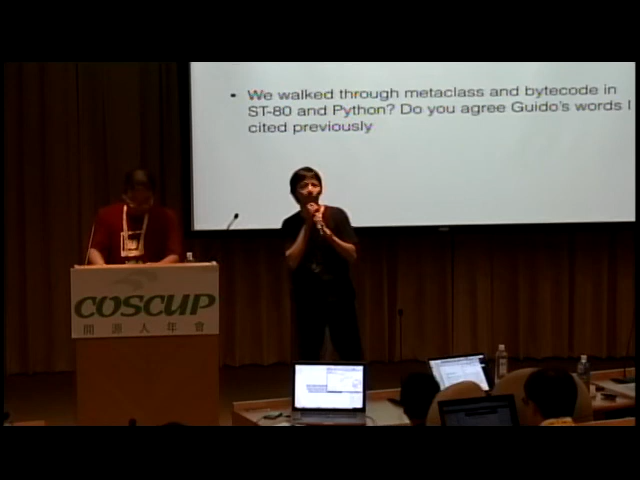 • We walked through metaclass and bytecode in
ST-80 and Python? Do you agree Guido's words I
cited previously
COSCUP
開源人年會